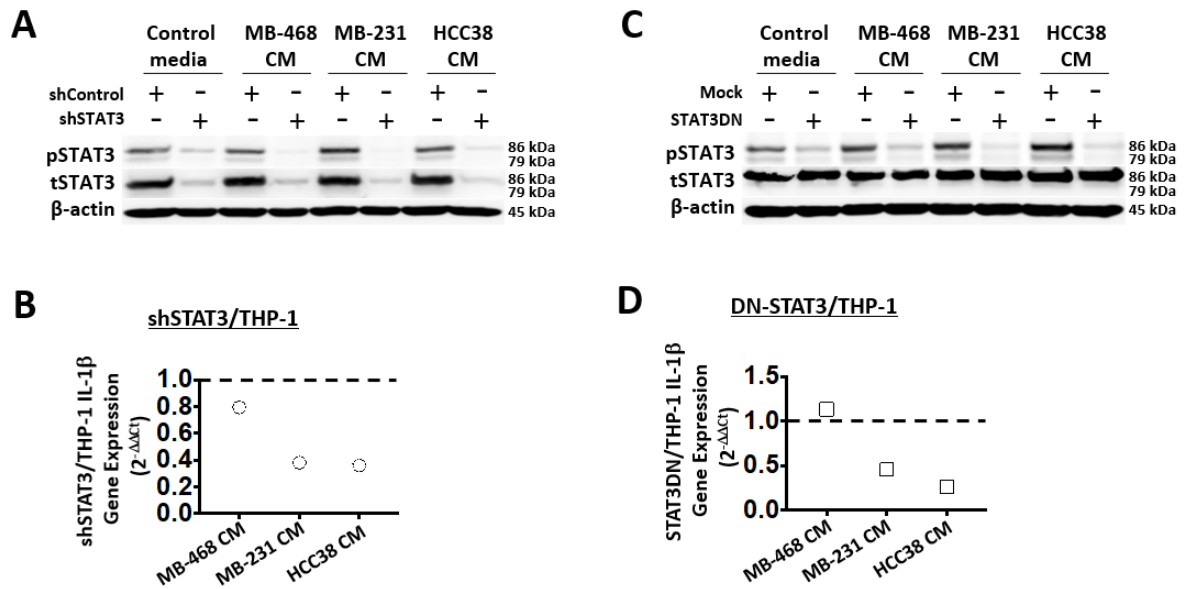 A
Control MB-468 MB-231 HCC38
media CM CM CM
shControl + - + - + - + -
shSTAT3 - + - + - + - +
pSTAT3 86 kDa
79 kDa
tSTAT3 86 kDa
79 kDa
β-actin 45 kDa
C
Control MB-468 MB-231 HCC38
media CM CM CM
Mock + - + - + - + -
STAT3DN - + - + - + - +
pSTAT3 86 kDa
79 kDa
tSTAT3 86 kDa
79 kDa
β-actin 45 kDa
B
shSTAT3/THP-1
shSTAT3/THP-1 IL-1β
Gene Expression
(2-ΔΔCt)
1.0
0.8
0.6
0.4
0.2
0.0
MB-468 CM
MB-231 CM
HCC38 CM
D
DN-STAT3/THP-1
STAT3DN/THP-1 IL-1β
Gene Expression
(2-ΔΔCt)
1.5
1.0
0.5
0.0
MB-468 CM
MB-231 CM
HCC38 CM